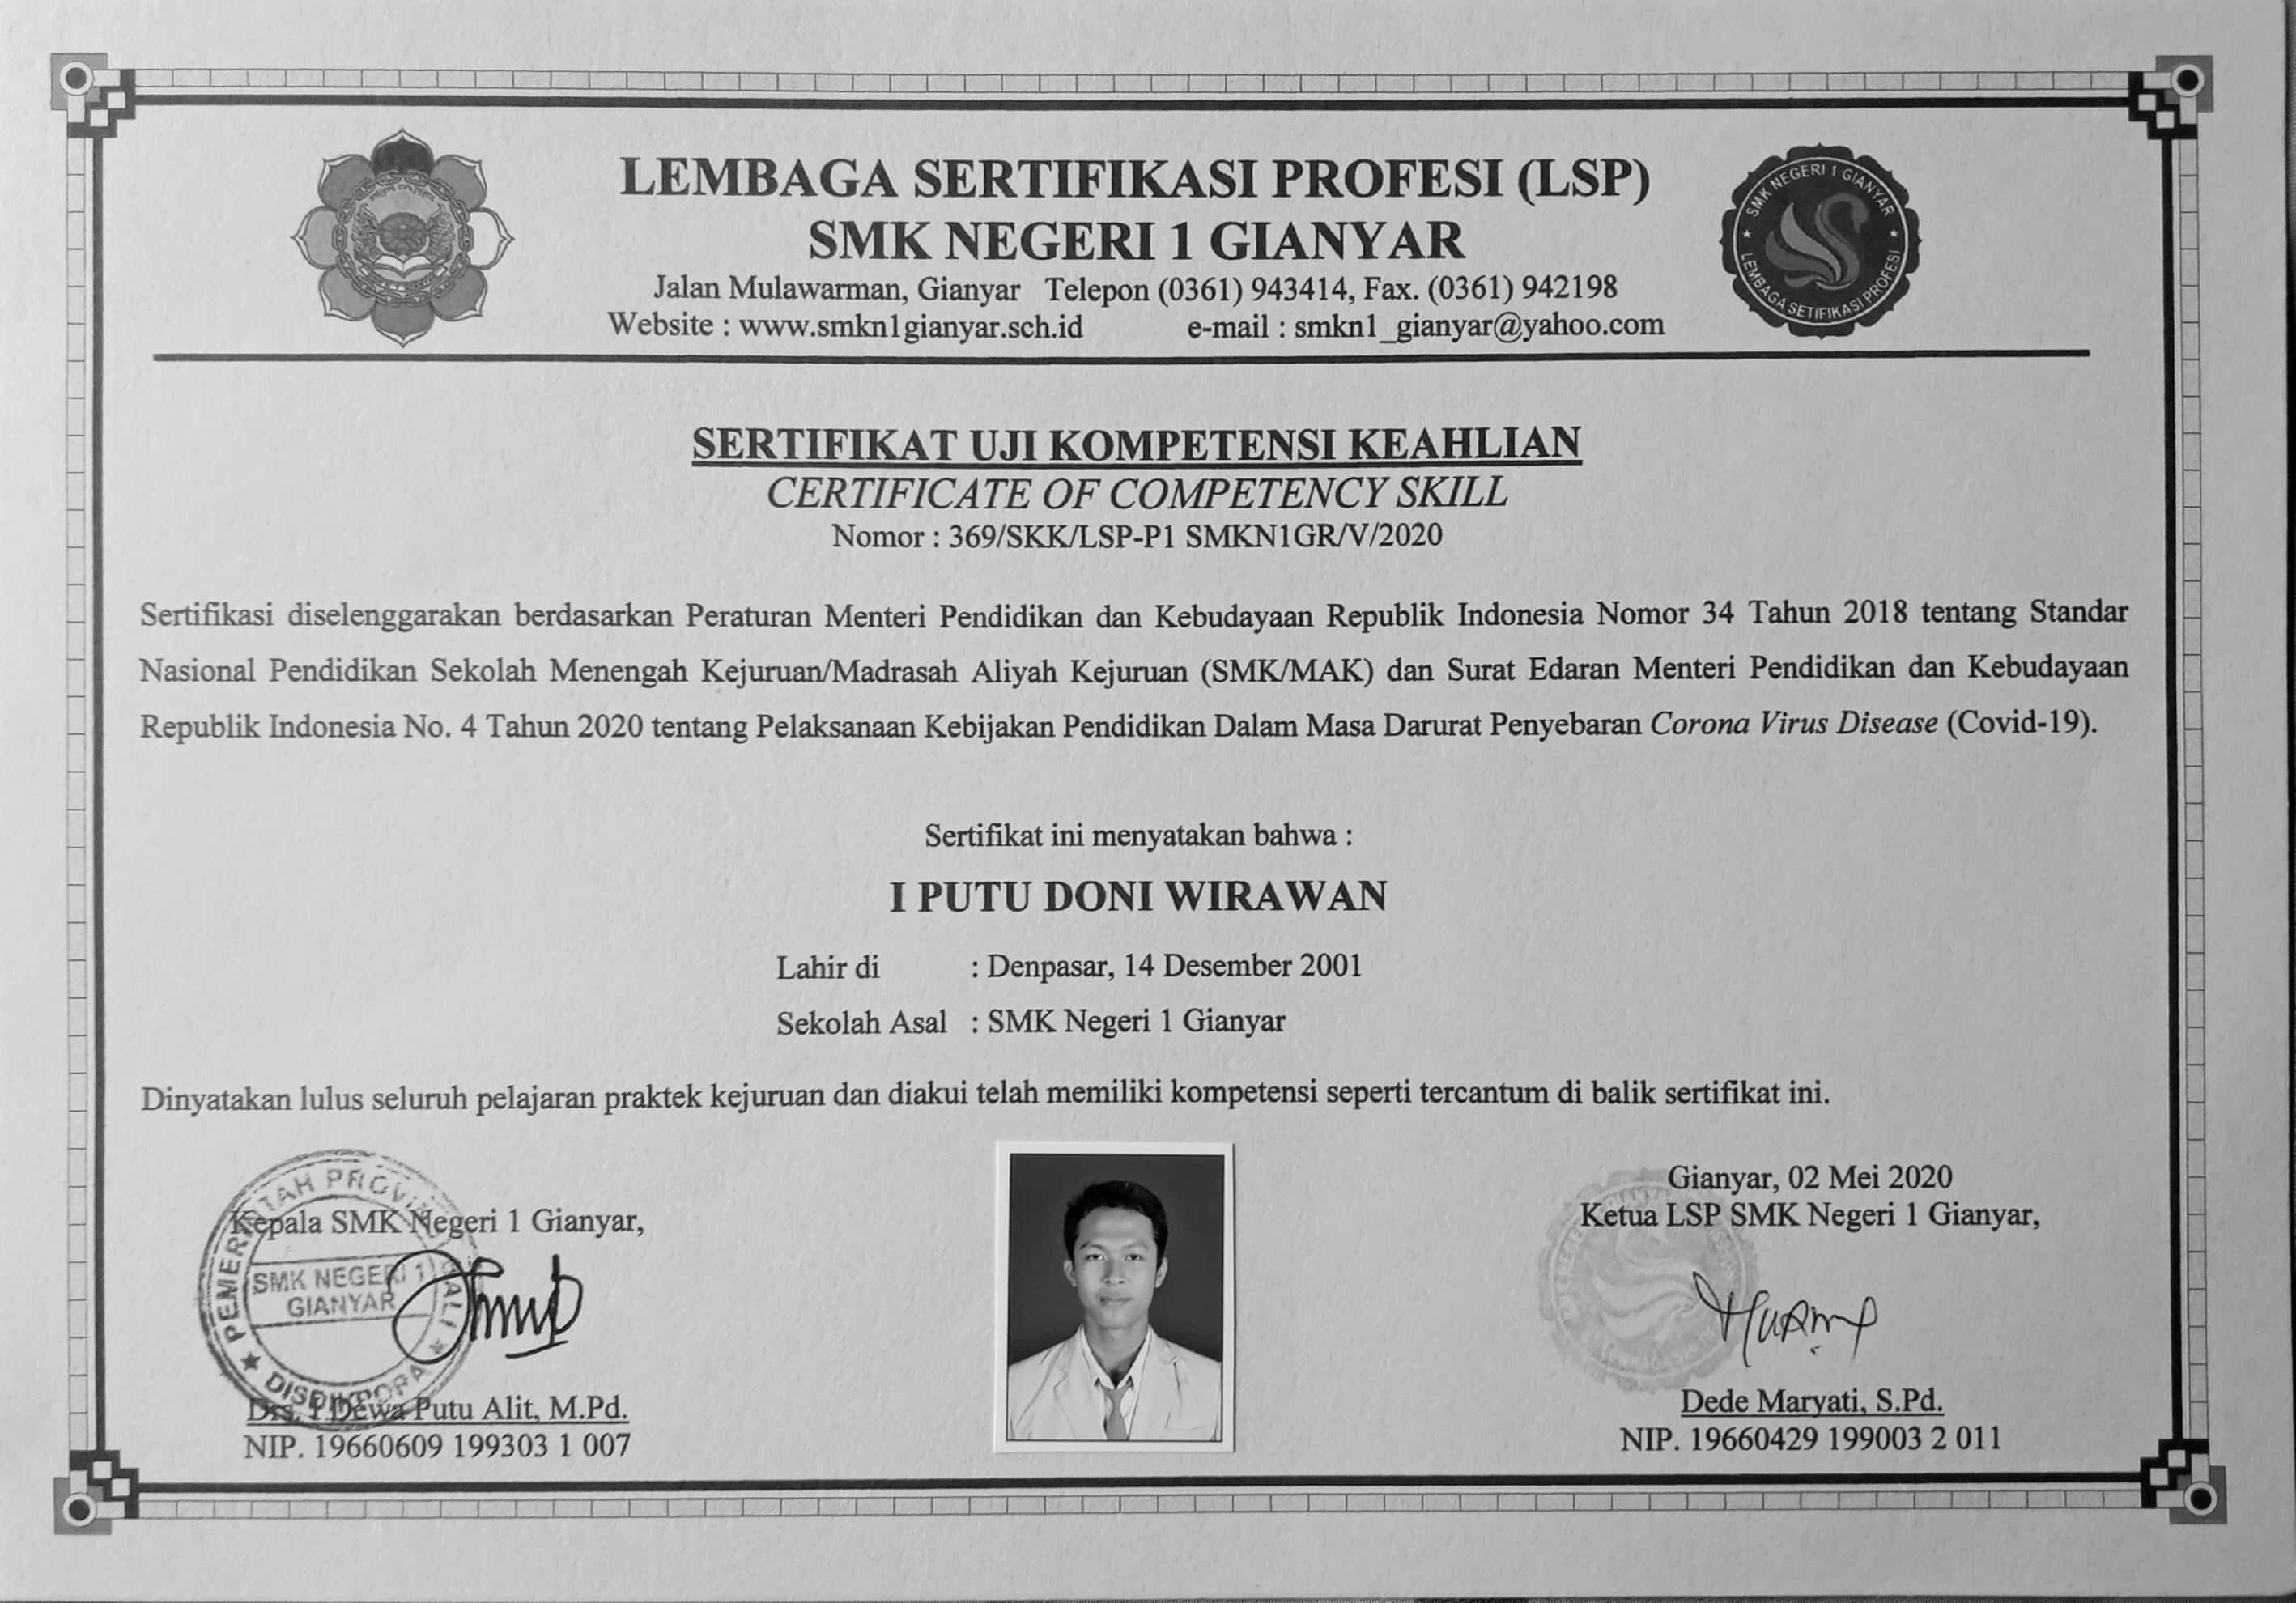 LEMBAGA SERTIFIKASI PROFESI (LSP)
SMK NEGERI 1 GIANYAR
Jalan Mulawarman, Gianyar Telepon (0361) 943414, Fax. (0361) 942198
Website : www.smkn1gianyar.sch.id e-mail : smkn1_gianyar@yahoo.com
SMK NEGERI 1 GIANYAR
LEMBAGA SETIFIKASI PROFESI
SERTIFIKAT UJI KOMPETENSI KEAHLIAN
CERTIFICATE OF COMPETENCY SKILL
Nomor : 369/SKK/LSP-P1 SMKN1GR/V/2020
Sertifikasi diselenggarakan berdasarkan Peraturan Menteri Pendidikan dan Kebudayaan Republik Indonesia Nomor 34 Tahun 2018 tentang Standar
Nasional Pendidikan Sekolah Menengah Kejuruan/Madrasah Aliyah Kejuruan (SMK/MAK) dan Surat Edaran Menteri Pendidikan dan Kebudayaan
Republik Indonesia No. 4 Tahun 2020 tentang Pelaksanaan Kebijakan Pendidikan Dalam Masa Darurat Penyebaran Corona Virus Disease (Covid-19).
Sertifikat ini menyatakan bahwa :
I PUTU DONI WIRAWAN
Lahir di : Denpasar, 14 Desember 2001
Sekolah Asal : SMK Negeri 1 Gianyar
Dinyatakan lulus seluruh pelajaran praktek kejuruan dan diakui telah memiliki kompetensi seperti tercantum di balik sertifikat ini.
Kepala SMK Negeri 1 Gianyar,
SMK NEGERI 1
GIANYAR
DISDIKPORA
Drs. I Dewa Putu Alit, M.Pd.
NIP. 19660609 199303 1 007
Gianyar, 02 Mei 2020
Ketua LSP SMK Negeri 1 Gianyar,
Dede Maryati, S.Pd.
NIP. 19660429 199003 2 011